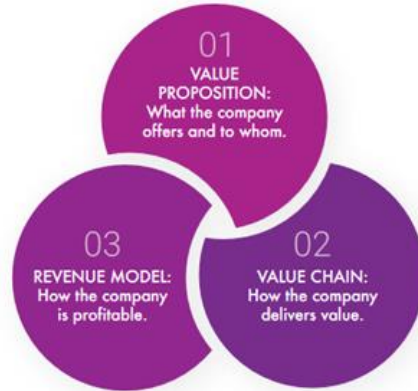 01
VALUE
PROPOSITION:
What the company
offers and to whom.
03
REVENUE MODEL:
How the company
is profitable.
02
VALUE CHAIN:
How the company
delivers value.